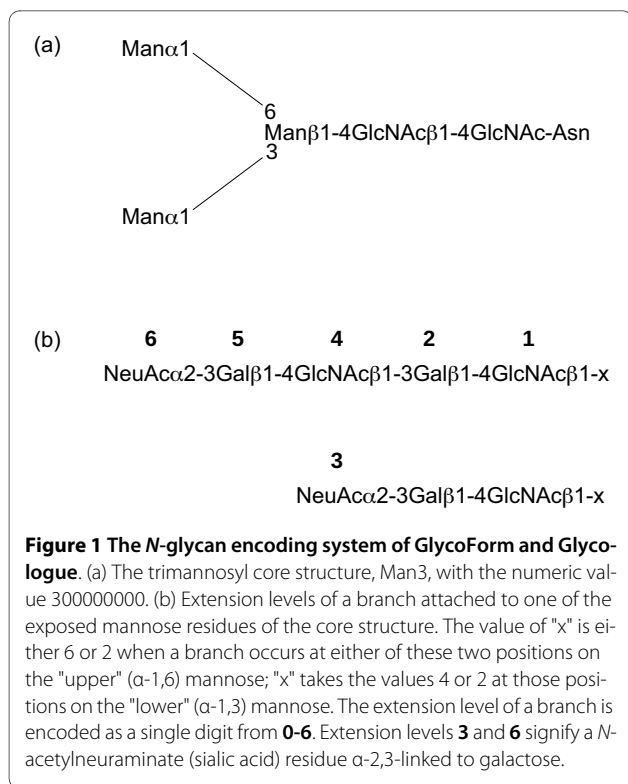 (a)
Manα1
6
Manβ1-4GlcNAcβ1-4GlcNAc-Asn
3
Manα1
(b)
6 5 4 2 1
NeuAcα2-3Galβ1-4GlcNAcβ1-3Galβ1-4GlcNAcβ1-x
3
NeuAcα2-3Galβ1-4GlcNAcβ1-x
Figure 1 The N-glycan encoding system of GlycoForm and Glyco-
logue. (a) The trimannosyl core structure, Man3, with the numeric val-
ue 300000000. (b) Extension levels of a branch attached to one of the
exposed mannose residues of the core structure. The value of "x" is ei-
ther 6 or 2 when a branch occurs at either of these two positions on
the "upper" (α-1,6) mannose; "x" takes the values 4 or 2 at those posi-
tions on the "lower" (α-1,3) mannose. The extension level of a branch is
encoded as a single digit from 0-6. Extension levels 3 and 6 signify a N-
acetylneuraminate (sialic acid) residue α-2,3-linked to galactose.